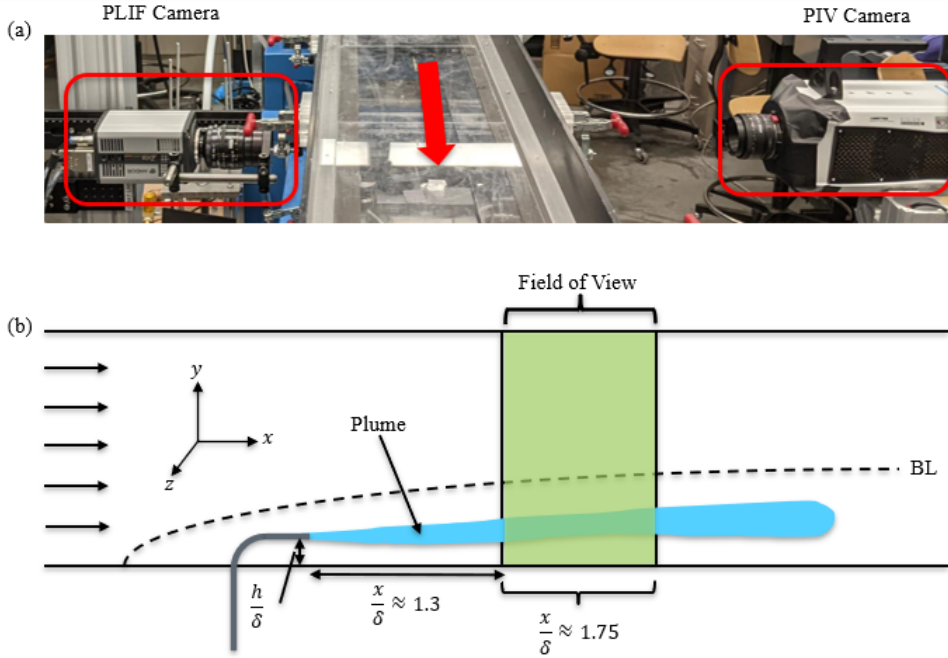 PLIF Camera
PIV Camera
(a)
Field of View
(b)
y
x
z
Plume
BL
h/δ
x/δ ≈ 1.3
x/δ ≈ 1.75